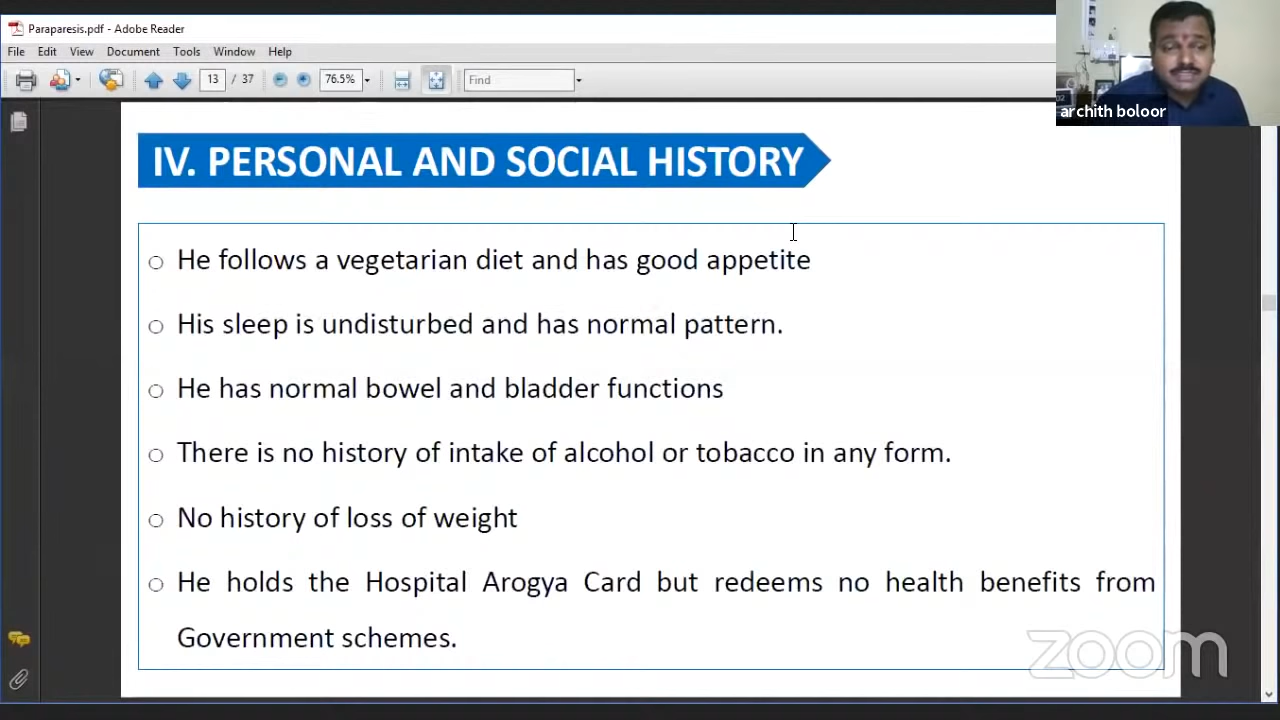 Paraparesis.pdf - Adobe Reader
File Edit View Document Tools Window Help
13 / 37 76.5% Find
archith boloor
IV. PERSONAL AND SOCIAL HISTORY
He follows a vegetarian diet and has good appetite
His sleep is undisturbed and has normal pattern.
He has normal bowel and bladder functions
There is no history of intake of alcohol or tobacco in any form.
No history of loss of weight
He holds the Hospital Arogya Card but redeems no health benefits from
Government schemes.
zoom